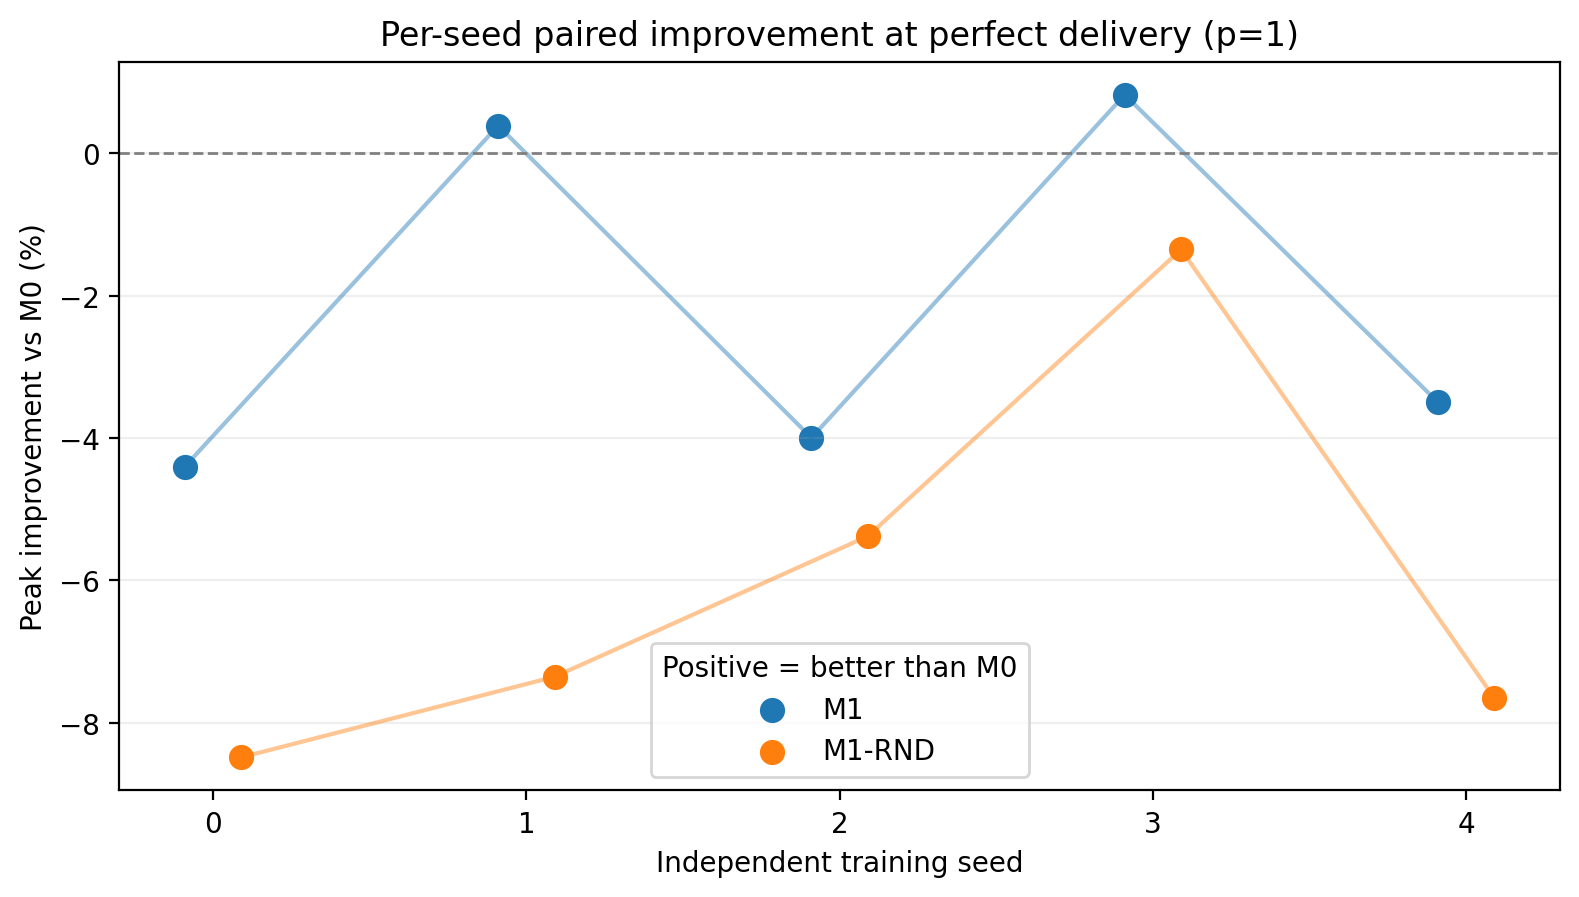 Per-seed paired improvement at perfect delivery (p=1)
Peak improvement vs M0 (%)
0
−2
−4
−6
−8
Positive = better than M0
M1
M1-RND
0 1 2 3 4
Independent training seed